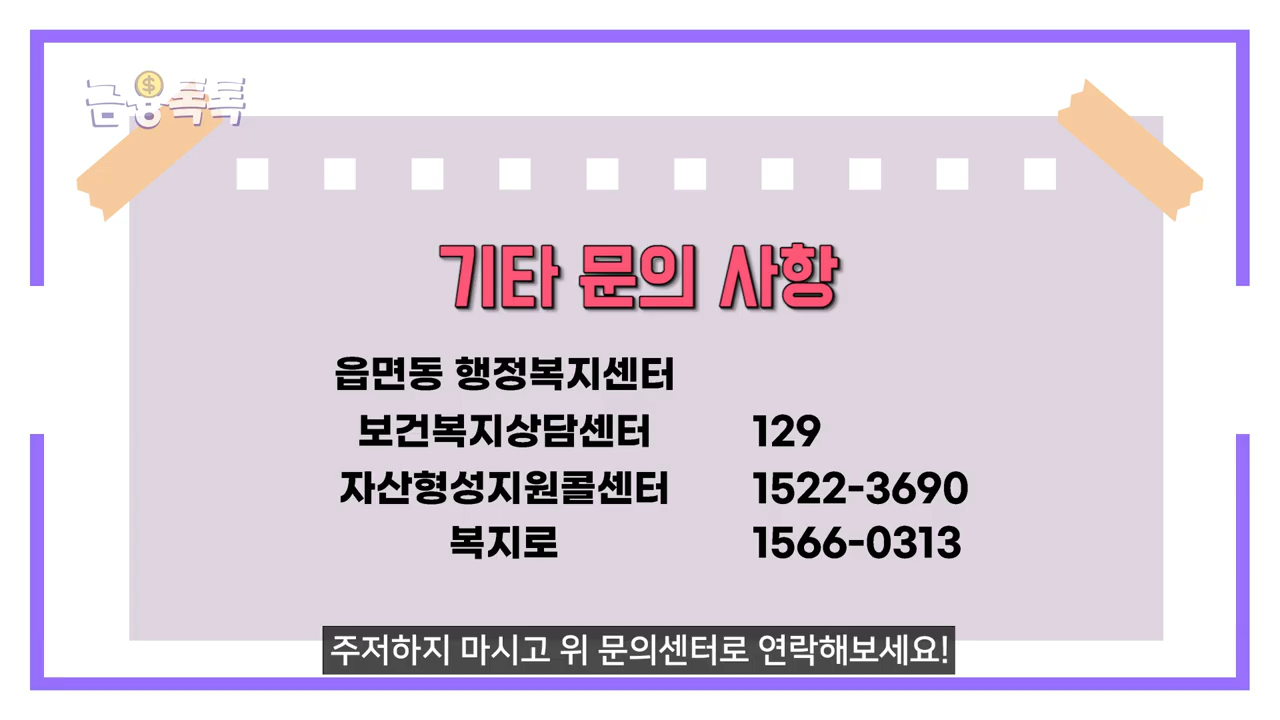 금융톡톡
기타 문의 사항
읍면동 행정복지센터
보건복지상담센터 129
자산형성지원콜센터 1522-3690
복지로 1566-0313
주저하지 마시고 위 문의센터로 연락해보세요!